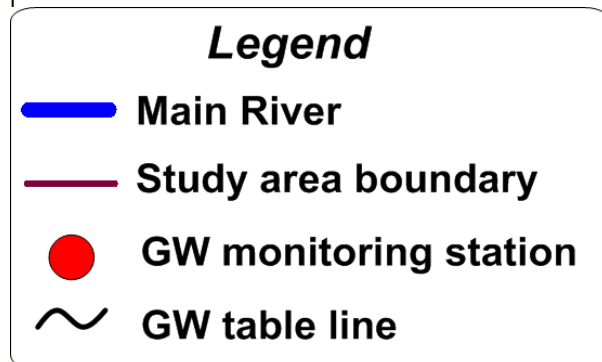 Legend
Main River
Study area boundary
GW monitoring station
GW table line